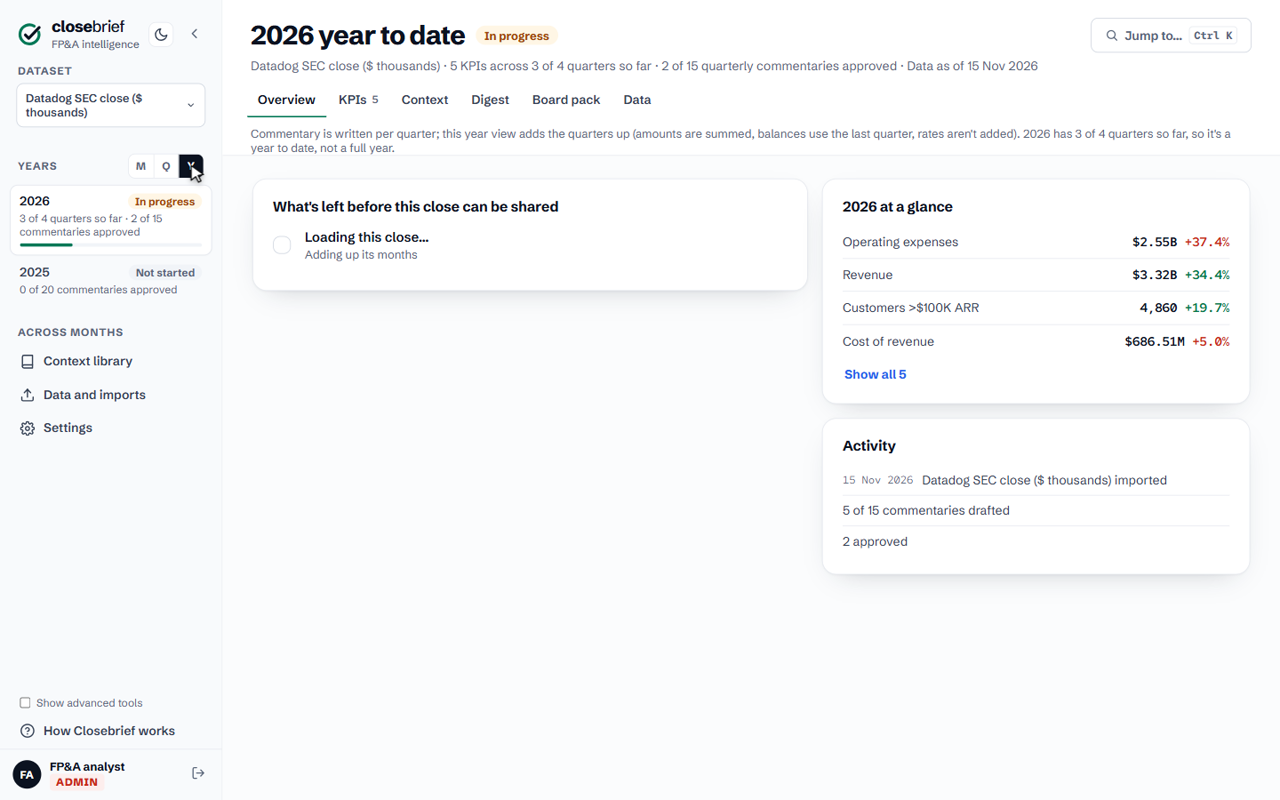 closebrief
FP&A intelligence
DATASET
Datadog SEC close ($
thousands)
YEARS
M Q Y
2026 In progress
3 of 4 quarters so far · 2 of 15
commentaries approved
2025 Not started
0 of 20 commentaries approved
ACROSS MONTHS
Context library
Data and imports
Settings
Show advanced tools
How Closebrief works
FA
FP&A analyst
ADMIN
2026 year to date In progress
Jump to... Ctrl K
Datadog SEC close ($ thousands) · 5 KPIs across 3 of 4 quarters so far · 2 of 15 quarterly commentaries approved · Data as of 15 Nov 2026
Overview KPIs 5 Context Digest Board pack Data
Commentary is written per quarter; this year view adds the quarters up (amounts are summed, balances use the last quarter, rates aren't added). 2026 has 3 of 4 quarters so far, so it's a
year to date, not a full year.
What's left before this close can be shared
Loading this close...
Adding up its months
2026 at a glance
Operating expenses $2.55B +37.4%
Revenue $3.32B +34.4%
Customers >$100K ARR 4,860 +19.7%
Cost of revenue $686.51M +5.0%
Show all 5
Activity
15 Nov 2026 Datadog SEC close ($ thousands) imported
5 of 15 commentaries drafted
2 approved